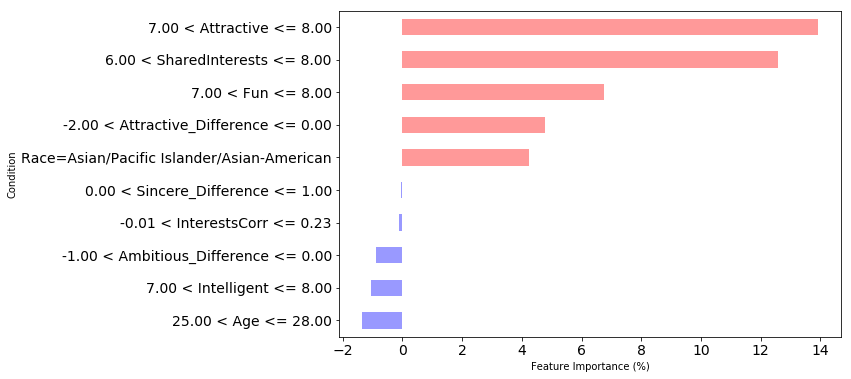 7.00 < Attractive <= 8.00
6.00 < SharedInterests <= 8.00
7.00 < Fun <= 8.00
-2.00 < Attractive_Difference <= 0.00
Race=Asian/Pacific Islander/Asian-American
0.00 < Sincere_Difference <= 1.00
-0.01 < InterestsCorr <= 0.23
-1.00 < Ambitious_Difference <= 0.00
7.00 < Intelligent <= 8.00
25.00 < Age <= 28.00
Condition
−2 0 2 4 6 8 10 12 14
Feature Importance (%)